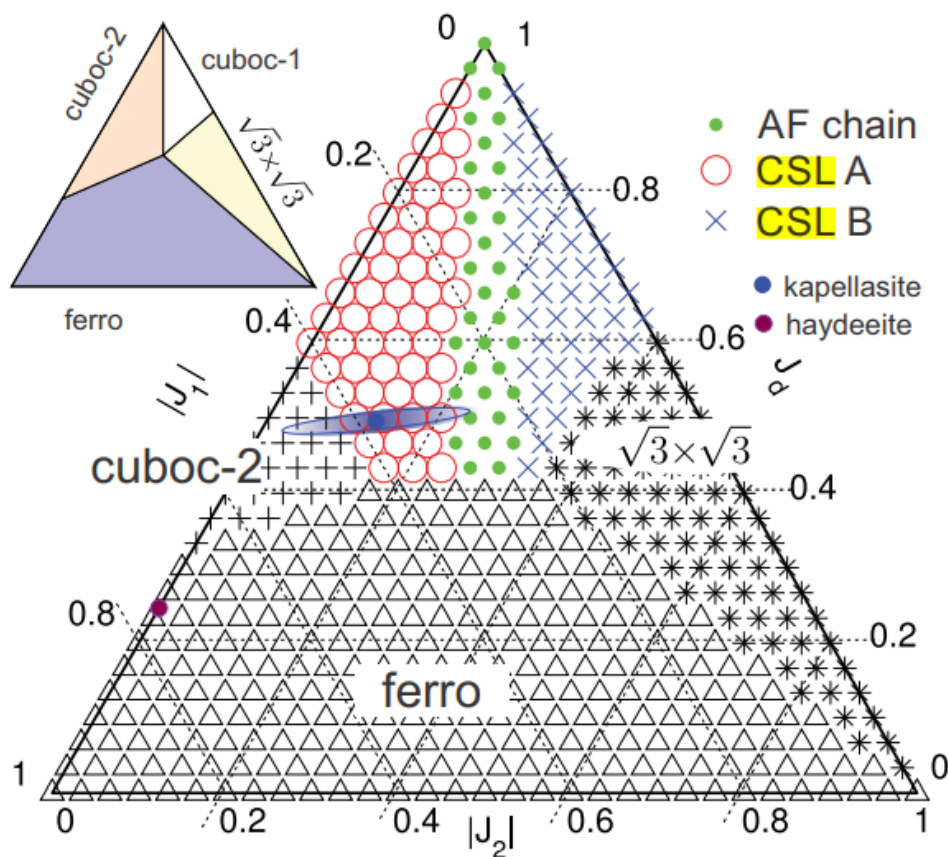 0 1
cuboc-2
cuboc-1
√3×√3
ferro
AF chain
CSL A
CSL B
kapellasite
haydeeite
0.2
0.8
0.4
0.6
|J₁|
J_d
cuboc-2
√3×√3
0.4
0.8
0.2
ferro
1
0
0 0.2 0.4 |J₂| 0.6 0.8 1